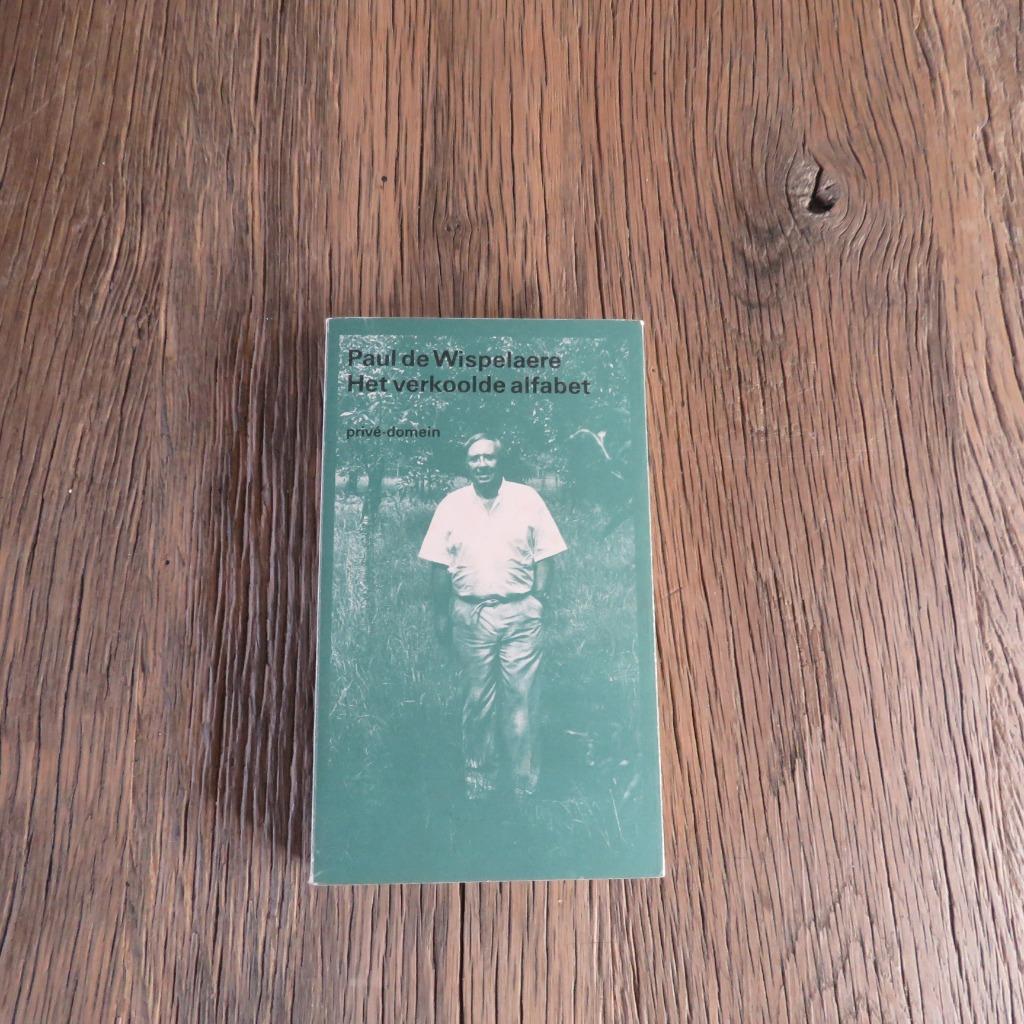 Paul de Wispelaere
Het verkoolde alfabet
privé-domein